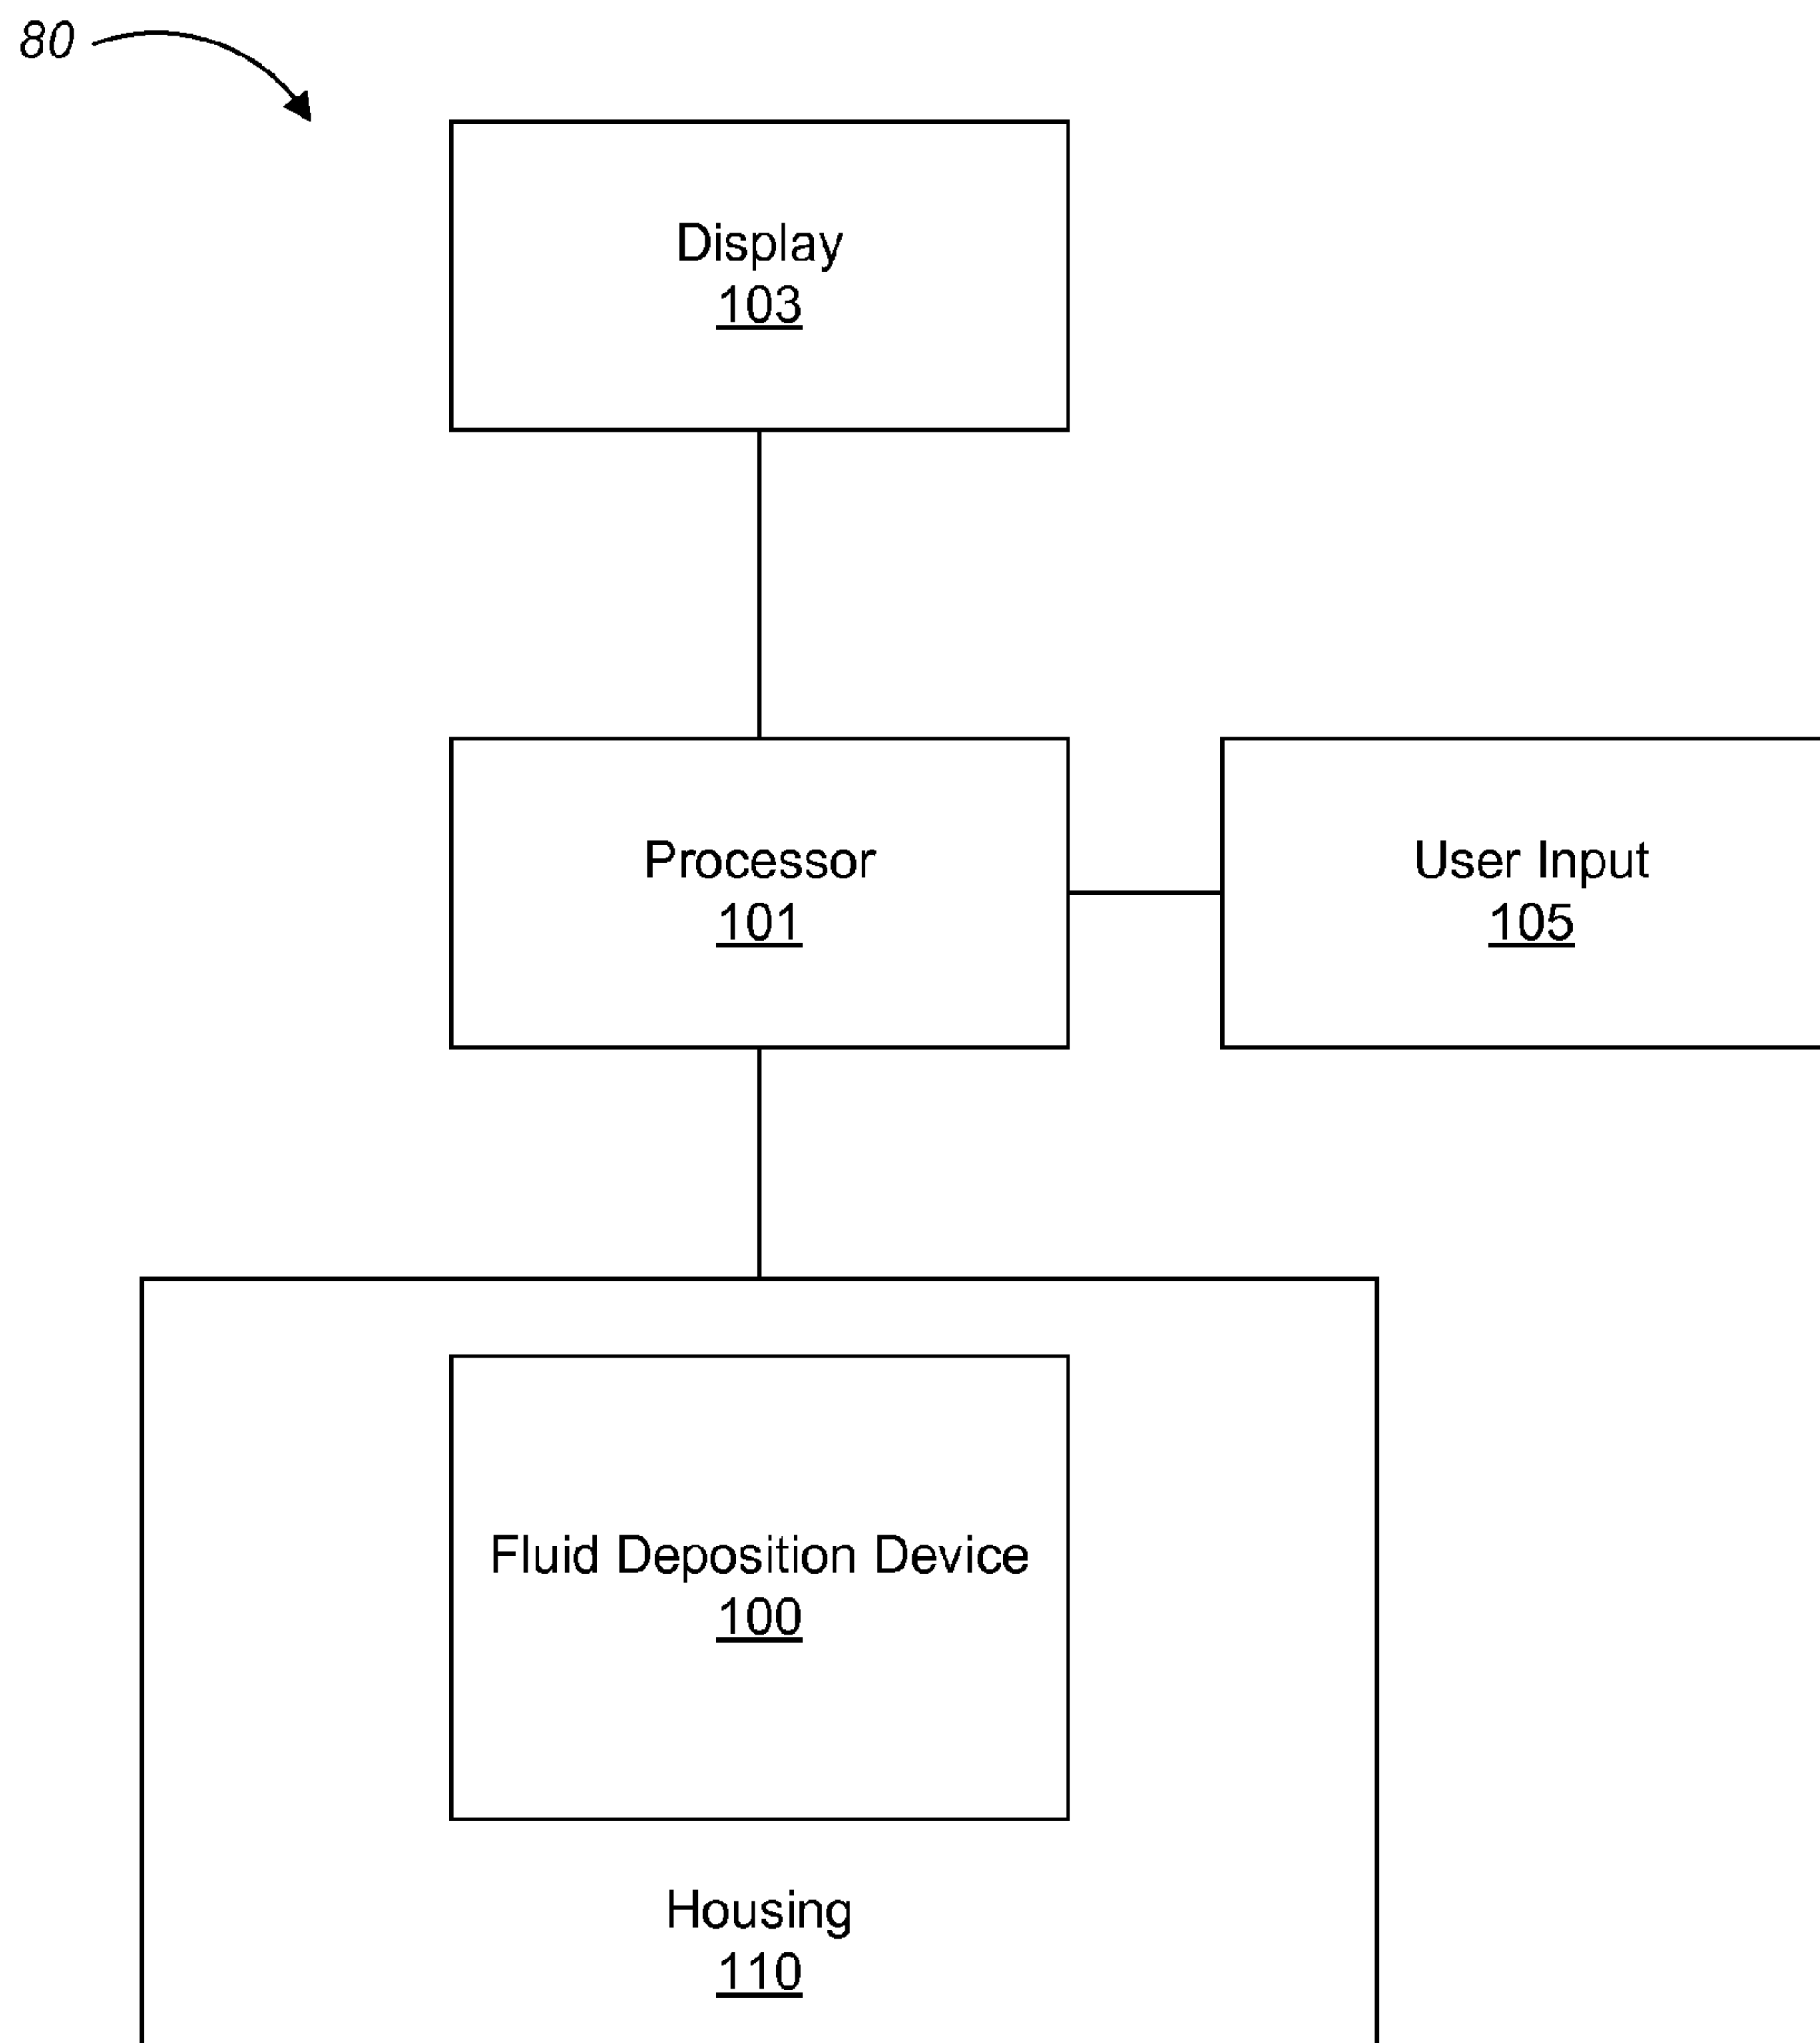 80
Display
103
Processor
101
User Input
105
Fluid Deposition Device
100
Housing
110